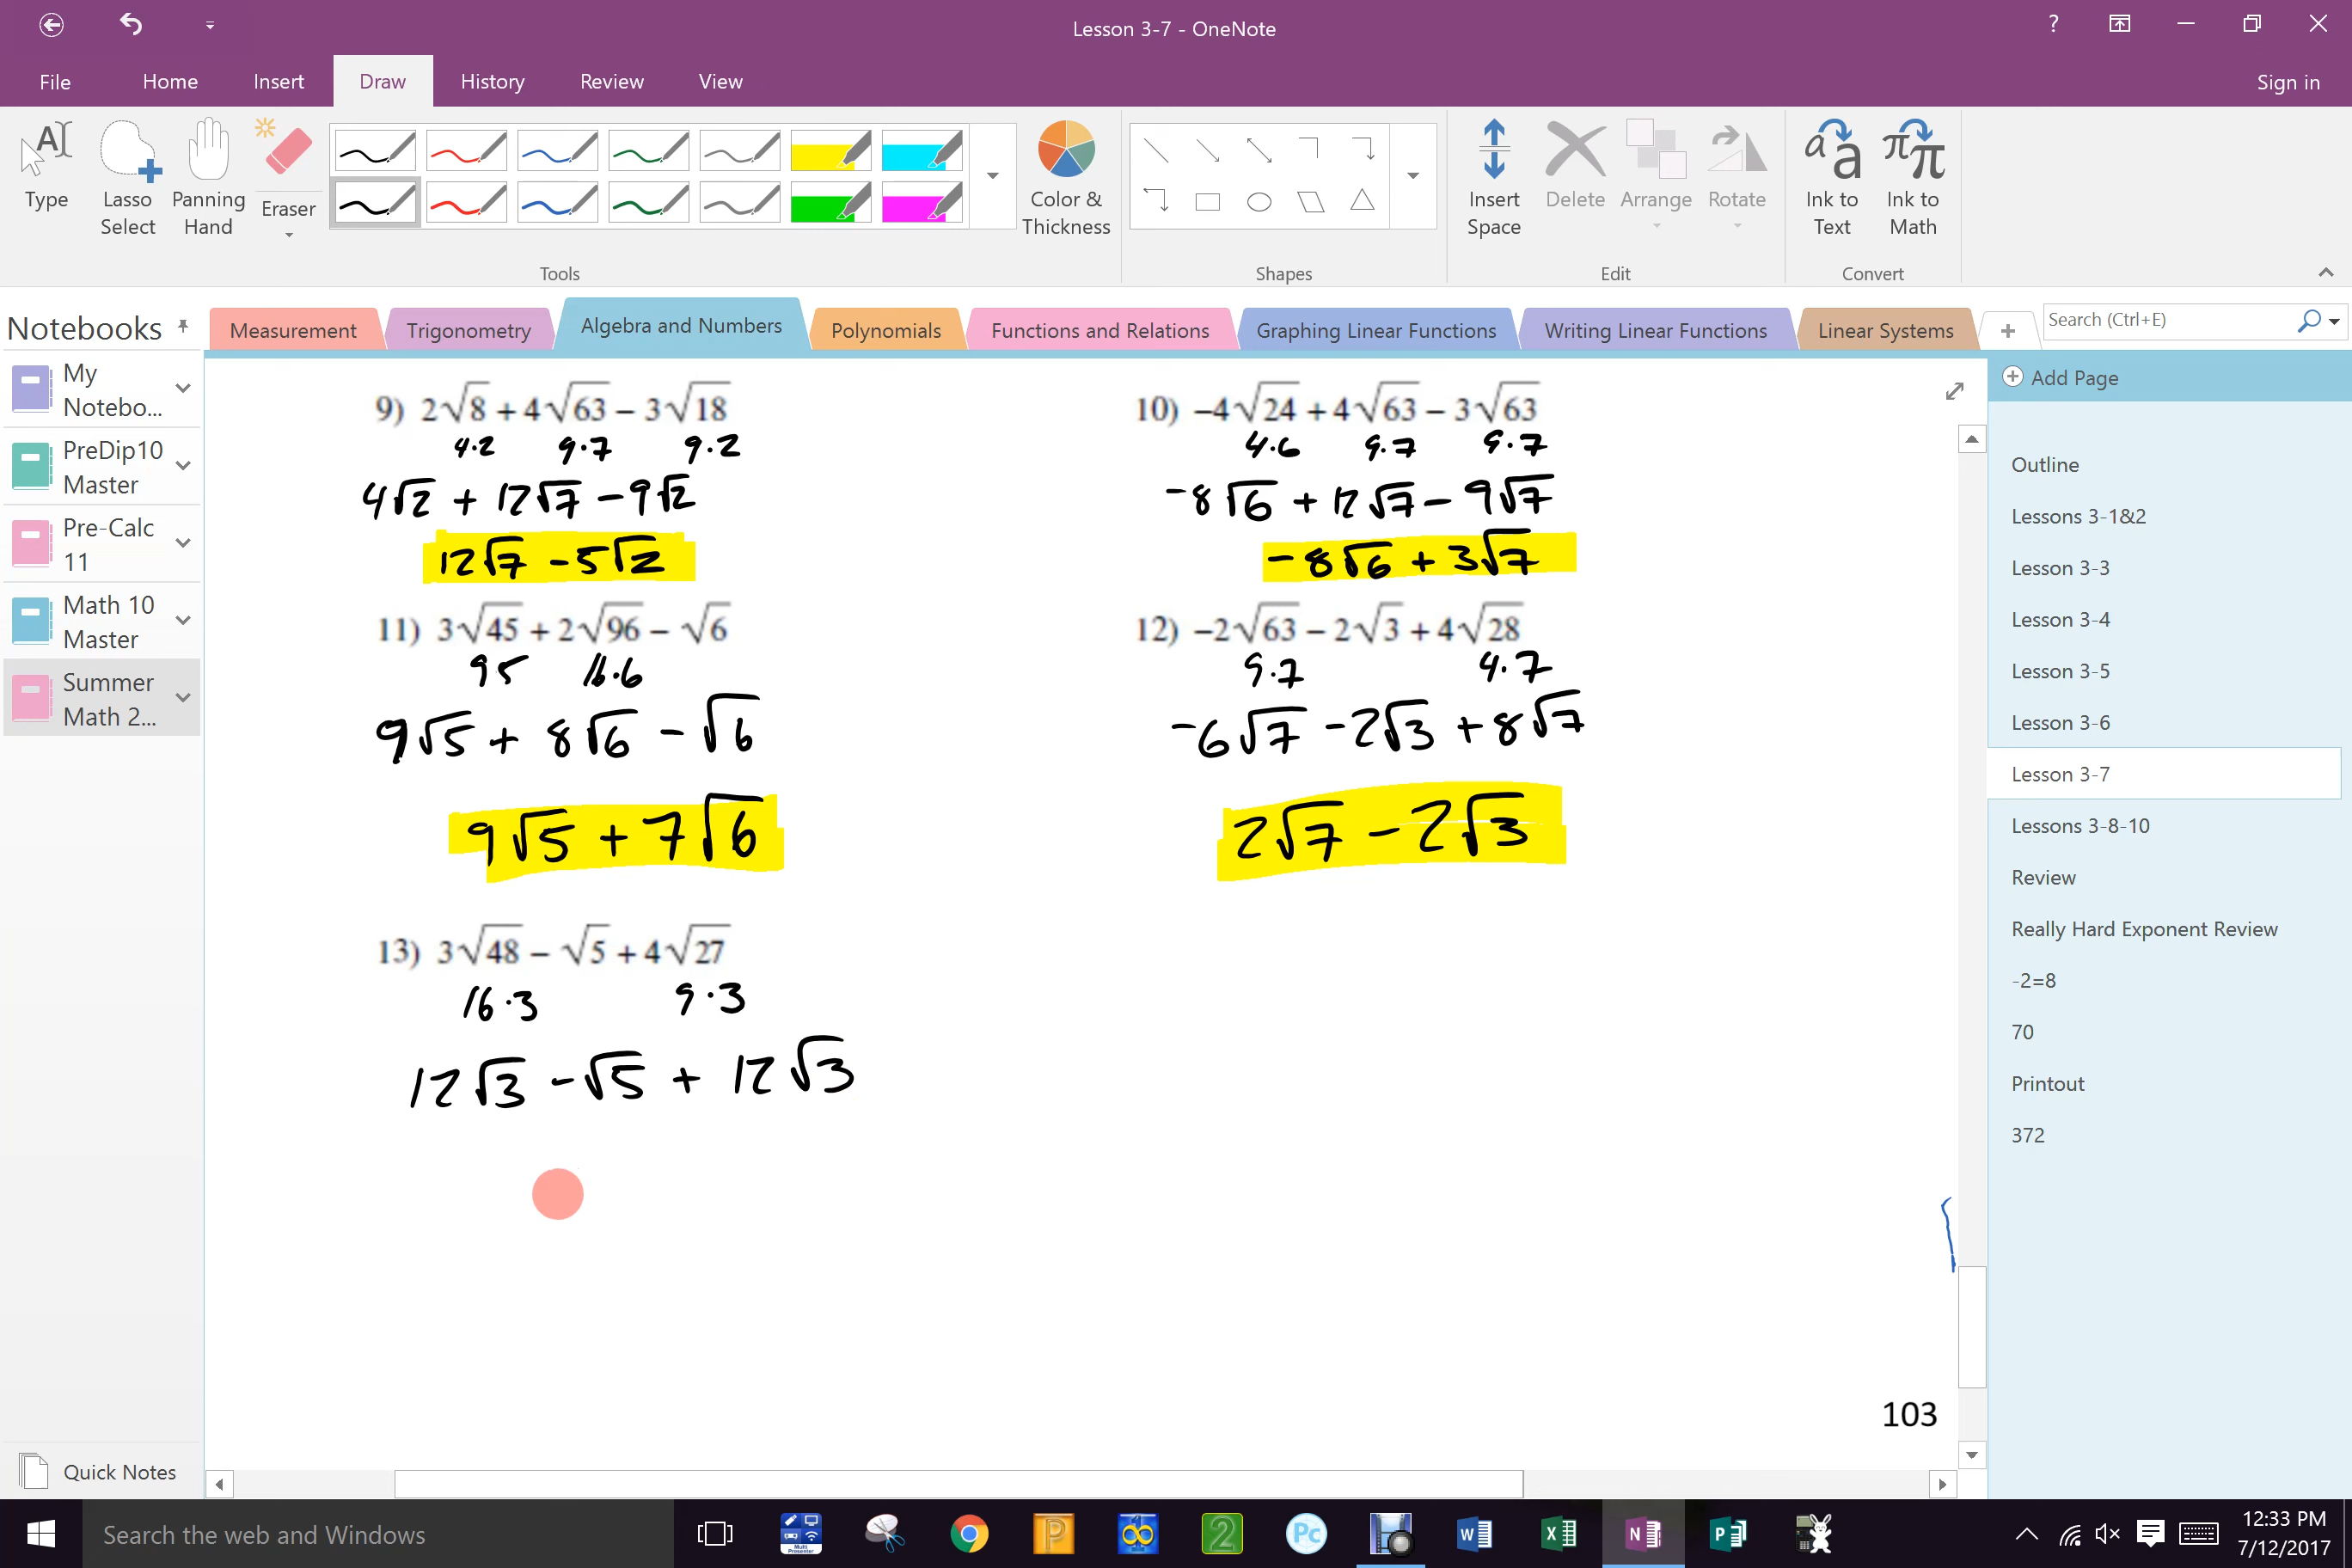 Lesson 3-7 - OneNote
?
File Home Insert Draw History Review View Sign in
Type
Lasso Select
Panning Hand
Eraser
Color & Thickness
Insert Space
Delete Arrange Rotate
Ink to Text
Ink to Math
Tools Shapes Edit Convert
Notebooks
Measurement Trigonometry Algebra and Numbers Polynomials Functions and Relations Graphing Linear Functions Writing Linear Functions Linear Systems +
Search (Ctrl+E)
My Notebo...
PreDip10 Master
Pre-Calc 11
Math 10 Master
Summer Math 2...
Quick Notes
9) 2√8 + 4√63 − 3√18
4·2 9·7 9·2
4√2 + 12√7 − 9√2
12√7 − 5√2
10) −4√24 + 4√63 − 3√63
4·6 9·7 9·7
-8√6 + 12√7 − 9√7
-8√6 + 3√7
11) 3√45 + 2√96 − √6
9 5 16·6
9√5 + 8√6 − √6
9√5 + 7√6
12) −2√63 − 2√3 + 4√28
9·7 4·7
-6√7 − 2√3 + 8√7
2√7 − 2√3
13) 3√48 − √5 + 4√27
16·3 9·3
12√3 − √5 + 12√3
103
Add Page
Outline
Lessons 3-1&2
Lesson 3-3
Lesson 3-4
Lesson 3-5
Lesson 3-6
Lesson 3-7
Lessons 3-8-10
Review
Really Hard Exponent Review
-2=8
70
Printout
372
Search the web and Windows
12:33 PM
7/12/2017